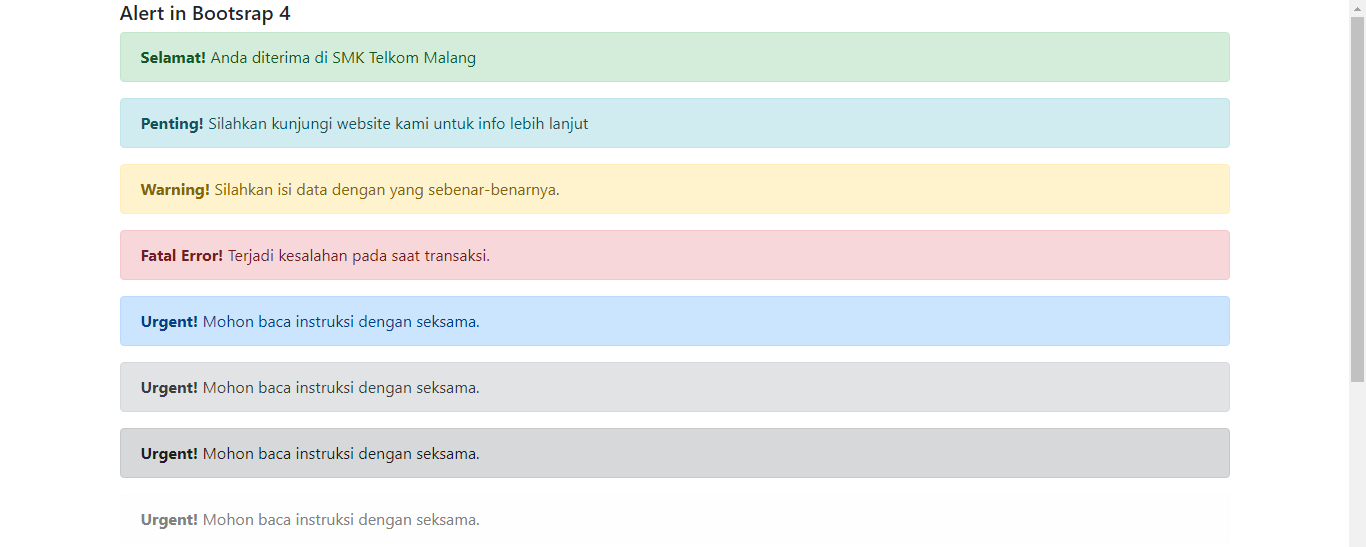 Alert in Bootsrap 4
Selamat! Anda diterima di SMK Telkom Malang
Penting! Silahkan kunjungi website kami untuk info lebih lanjut
Warning! Silahkan isi data dengan yang sebenar-benarnya.
Fatal Error! Terjadi kesalahan pada saat transaksi.
Urgent! Mohon baca instruksi dengan seksama.
Urgent! Mohon baca instruksi dengan seksama.
Urgent! Mohon baca instruksi dengan seksama.
Urgent! Mohon baca instruksi dengan seksama.